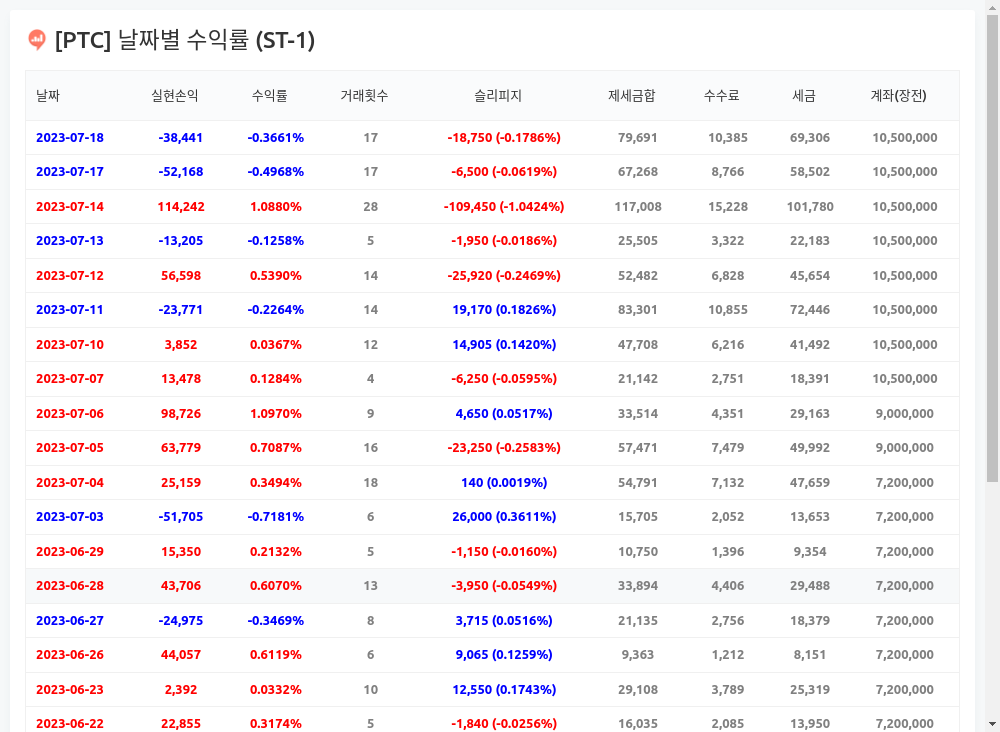 [PTC] 날짜별 수익률 (ST-1)
날짜 실현손익 수익률 거래횟수 슬리피지 제세금합 수수료 세금 계좌(장전)
2023-07-18 -38,441 -0.3661% 17 -18,750 (-0.1786%) 79,691 10,385 69,306 10,500,000
2023-07-17 -52,168 -0.4968% 17 -6,500 (-0.0619%) 67,268 8,766 58,502 10,500,000
2023-07-14 114,242 1.0880% 28 -109,450 (-1.0424%) 117,008 15,228 101,780 10,500,000
2023-07-13 -13,205 -0.1258% 5 -1,950 (-0.0186%) 25,505 3,322 22,183 10,500,000
2023-07-12 56,598 0.5390% 14 -25,920 (-0.2469%) 52,482 6,828 45,654 10,500,000
2023-07-11 -23,771 -0.2264% 14 19,170 (0.1826%) 83,301 10,855 72,446 10,500,000
2023-07-10 3,852 0.0367% 12 14,905 (0.1420%) 47,708 6,216 41,492 10,500,000
2023-07-07 13,478 0.1284% 4 -6,250 (-0.0595%) 21,142 2,751 18,391 10,500,000
2023-07-06 98,726 1.0970% 9 4,650 (0.0517%) 33,514 4,351 29,163 9,000,000
2023-07-05 63,779 0.7087% 16 -23,250 (-0.2583%) 57,471 7,479 49,992 9,000,000
2023-07-04 25,159 0.3494% 18 140 (0.0019%) 54,791 7,132 47,659 7,200,000
2023-07-03 -51,705 -0.7181% 6 26,000 (0.3611%) 15,705 2,052 13,653 7,200,000
2023-06-29 15,350 0.2132% 5 -1,150 (-0.0160%) 10,750 1,396 9,354 7,200,000
2023-06-28 43,706 0.6070% 13 -3,950 (-0.0549%) 33,894 4,406 29,488 7,200,000
2023-06-27 -24,975 -0.3469% 8 3,715 (0.0516%) 21,135 2,756 18,379 7,200,000
2023-06-26 44,057 0.6119% 6 9,065 (0.1259%) 9,363 1,212 8,151 7,200,000
2023-06-23 2,392 0.0332% 10 12,550 (0.1743%) 29,108 3,789 25,319 7,200,000
2023-06-22 22,855 0.3174% 5 -1,840 (-0.0256%) 16,035 2,085 13,950 7,200,000